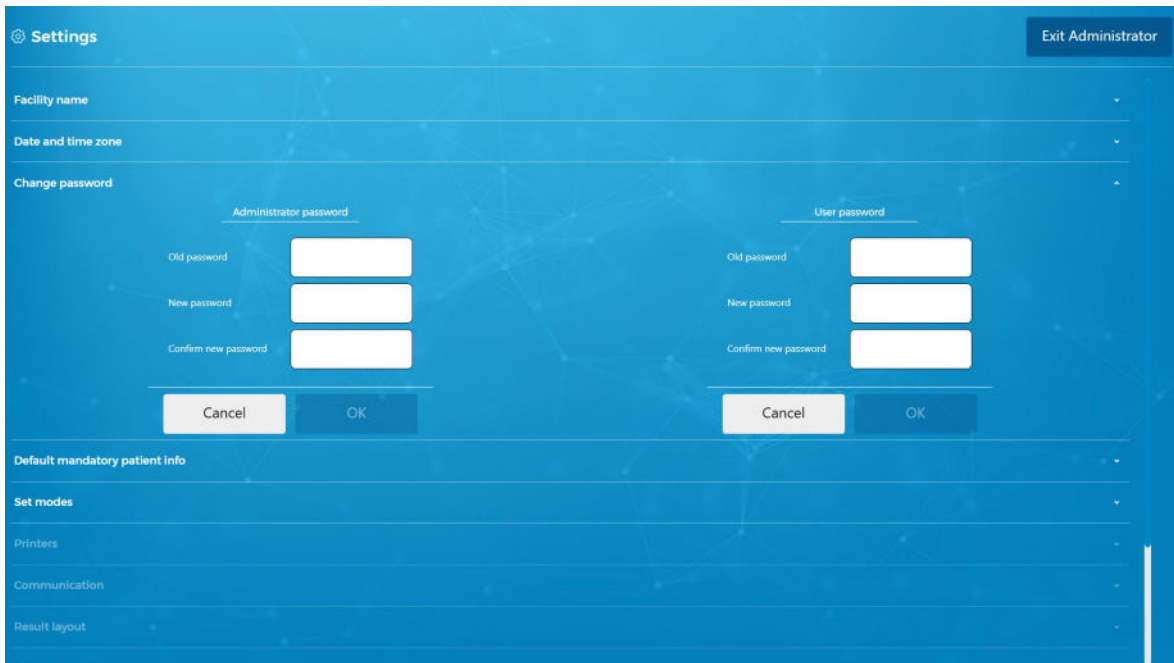 Settings
Exit Administrator
Facility name
Date and time zone
Change password
Administrator password
Old password
New password
Confirm new password
Cancel
OK
User password
Old password
New password
Confirm new password
Cancel
OK
Default mandatory patient info
Set modes
Printers
Communication
Result layout